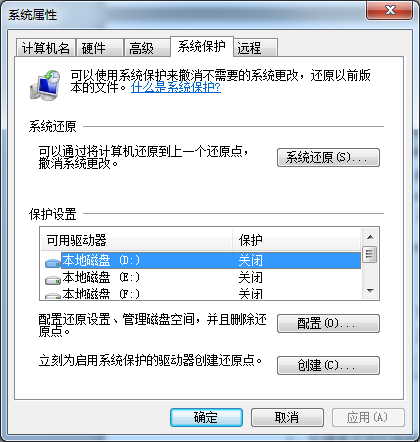 系统属性
计算机名 硬件 高级 系统保护 远程
可以使用系统保护来撤消不需要的系统更改，还原以前版
本的文件。什么是系统保护?
系统还原
可以通过将计算机还原到上一个还原点，
撤消系统更改。
系统还原(S)...
保护设置
可用驱动器 保护
本地磁盘 (D:) 关闭
本地磁盘 (E:) 关闭
本地磁盘 (F:) 关闭
配置还原设置、管理磁盘空间，并且删除还
原点。
配置(O)...
立刻为启用系统保护的驱动器创建还原点。
创建(C)...
确定 取消 应用(A)